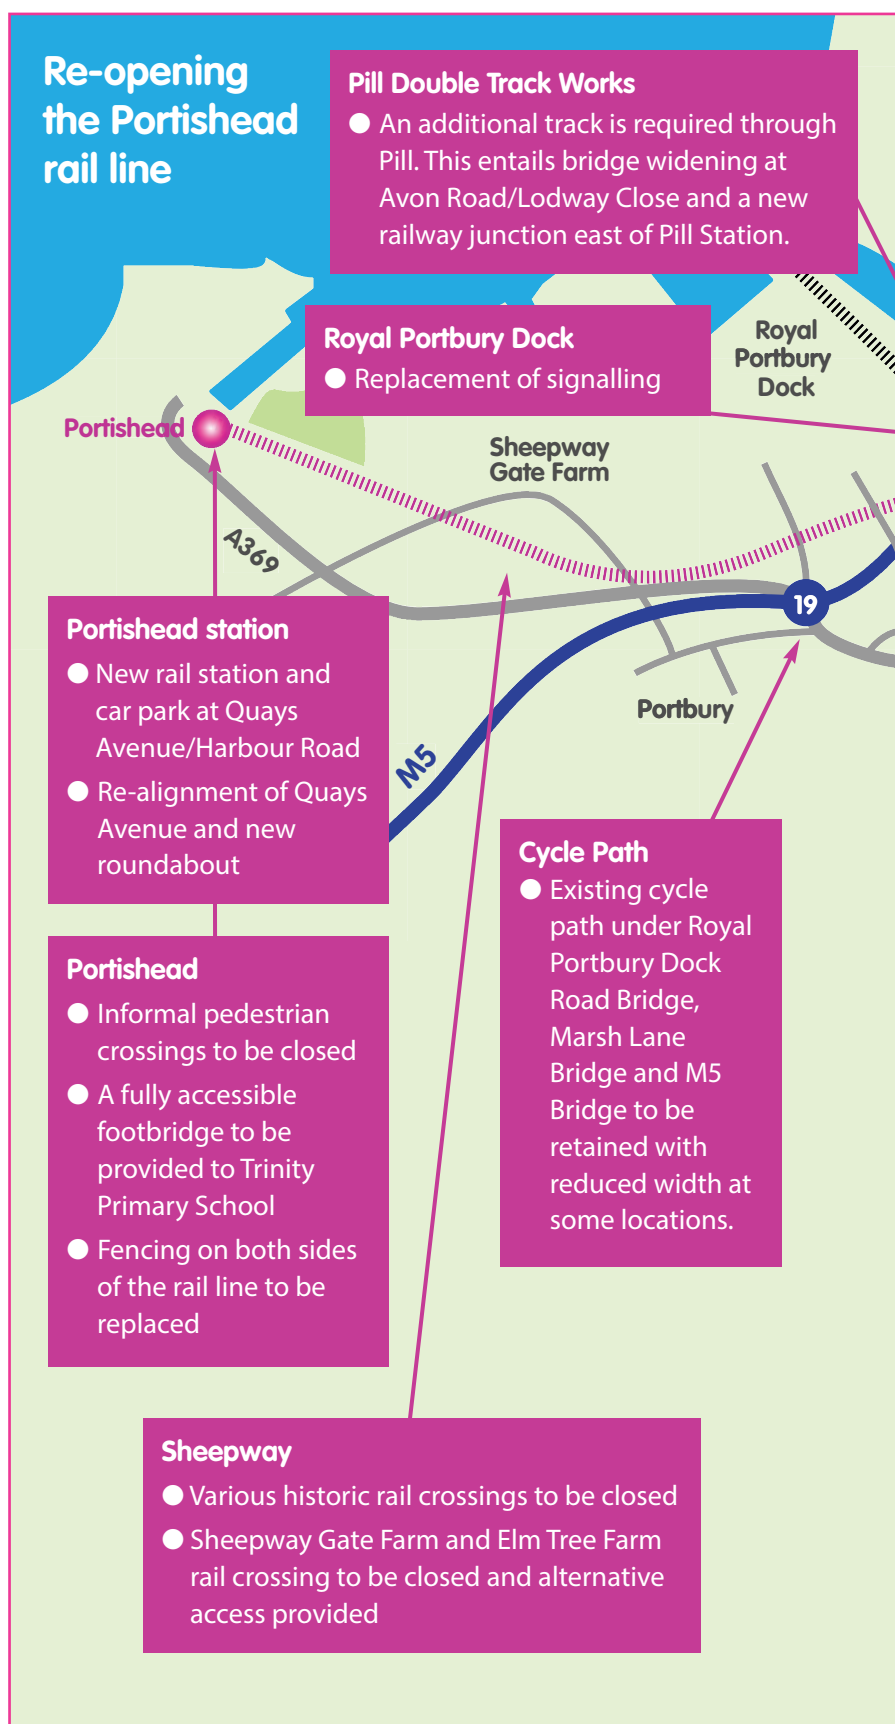 Re-opening
the Portishead
rail line
Pill Double Track Works
● An additional track is required through
Pill. This entails bridge widening at
Avon Road/Lodway Close and a new
railway junction east of Pill Station.
Royal Portbury Dock
● Replacement of signalling
Royal
Portbury
Dock
Portishead
Sheepway
Gate Farm
A369
19
Portbury
M5
Portishead station
● New rail station and
car park at Quays
Avenue/Harbour Road
● Re-alignment of Quays
Avenue and new
roundabout
Cycle Path
● Existing cycle
path under Royal
Portbury Dock
Road Bridge,
Marsh Lane
Bridge and M5
Bridge to be
retained with
reduced width at
some locations.
Portishead
● Informal pedestrian
crossings to be closed
● A fully accessible
footbridge to be
provided to Trinity
Primary School
● Fencing on both sides
of the rail line to be
replaced
Sheepway
● Various historic rail crossings to be closed
● Sheepway Gate Farm and Elm Tree Farm
rail crossing to be closed and alternative
access provided